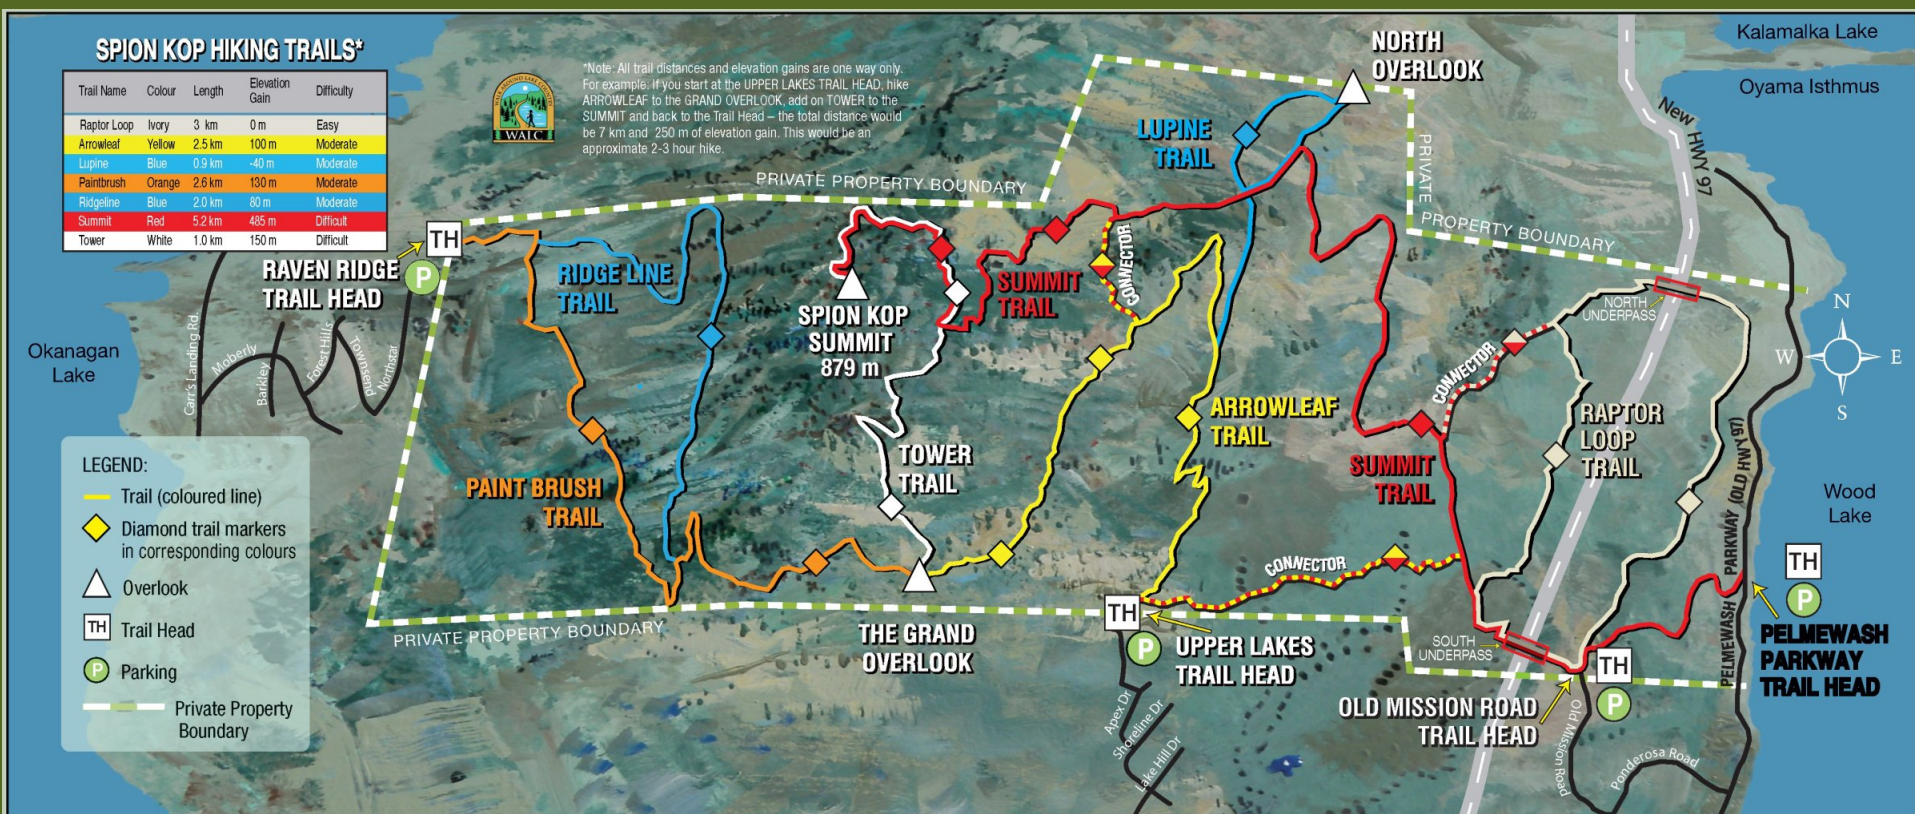 SPION KOP HIKING TRAILS*
Trail Name Colour Length Elevation Gain Difficulty
Raptor Loop Ivory 3 km 0 m Easy
Arrowleaf Yellow 2.5 km 100 m Moderate
Lupine Blue 0.9 km -40 m Moderate
Paintbrush Orange 2.6 km 130 m Moderate
Ridgeline Blue 2.0 km 80 m Moderate
Summit Red 5.2 km 485 m Difficult
Tower White 1.0 km 150 m Difficult
WALK AROUND LAKE COUNTRY
WALC
*Note: All trail distances and elevation gains are one way only.
For example: if you start at the UPPER LAKES TRAIL HEAD, hike
ARROWLEAF to the GRAND OVERLOOK, add on TOWER to the
SUMMIT and back to the Trail Head – the total distance would
be 7 km and 250 m of elevation gain. This would be an
approximate 2-3 hour hike.
NORTH
OVERLOOK
Kalamalka Lake
Oyama Isthmus
New HWY 97
LUPINE
TRAIL
PRIVATE PROPERTY BOUNDARY
PRIVATE
PROPERTY BOUNDARY
TH
P
RAVEN RIDGE
TRAIL HEAD
RIDGE LINE
TRAIL
SPION KOP
SUMMIT
879 m
SUMMIT
TRAIL
CONNECTOR
NORTH
UNDERPASS
N
W
E
S
Okanagan
Lake
Carr's Landing Rd.
Moberly
Barkley
Forest Hills
Townsend
Northstar
CONNECTOR
ARROWLEAF
TRAIL
RAPTOR
LOOP
TRAIL
SUMMIT
TRAIL
TOWER
TRAIL
PAINT BRUSH
TRAIL
Wood
Lake
PELMEWASH PARKWAY (OLD HWY 97)
LEGEND:
Trail (coloured line)
Diamond trail markers
in corresponding colours
Overlook
TH
Trail Head
P
Parking
Private Property
Boundary
CONNECTOR
PRIVATE PROPERTY BOUNDARY
THE GRAND
OVERLOOK
TH
P
UPPER LAKES
TRAIL HEAD
SOUTH
UNDERPASS
TH
P
OLD MISSION ROAD
TRAIL HEAD
TH
P
PELMEWASH
PARKWAY
TRAIL HEAD
Apex Dr
Shoreline Dr
Lake Hill Dr
Old Mission Road
Ponderosa Road